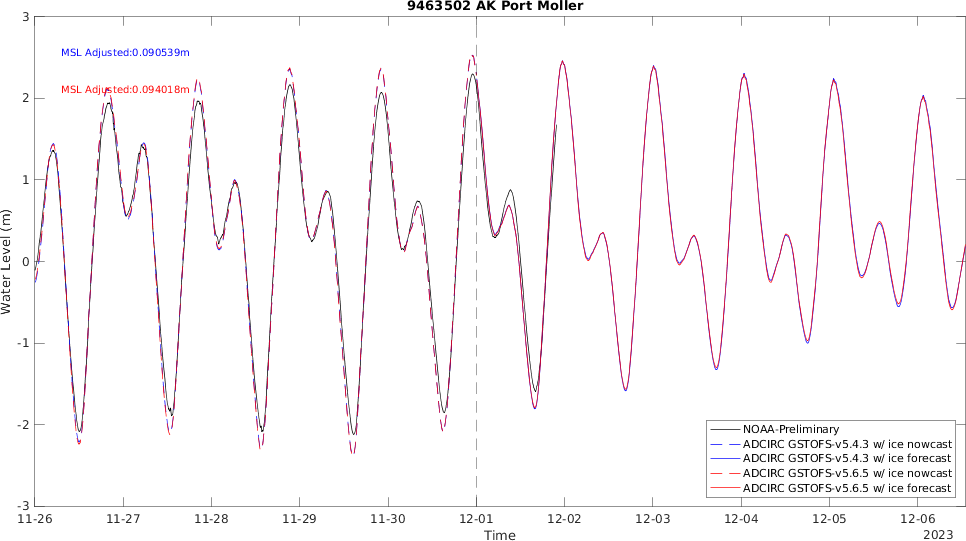 9463502 AK Port Moller
3
2
1
0
-1
-2
-3
Water Level (m)
MSL Adjusted:0.090539m
MSL Adjusted:0.094018m
NOAA-Preliminary
ADCIRC GSTOFS-v5.4.3 w/ ice nowcast
ADCIRC GSTOFS-v5.4.3 w/ ice forecast
ADCIRC GSTOFS-v5.6.5 w/ ice nowcast
ADCIRC GSTOFS-v5.6.5 w/ ice forecast
11-26 11-27 11-28 11-29 11-30 12-01 12-02 12-03 12-04 12-05 12-06
Time
2023